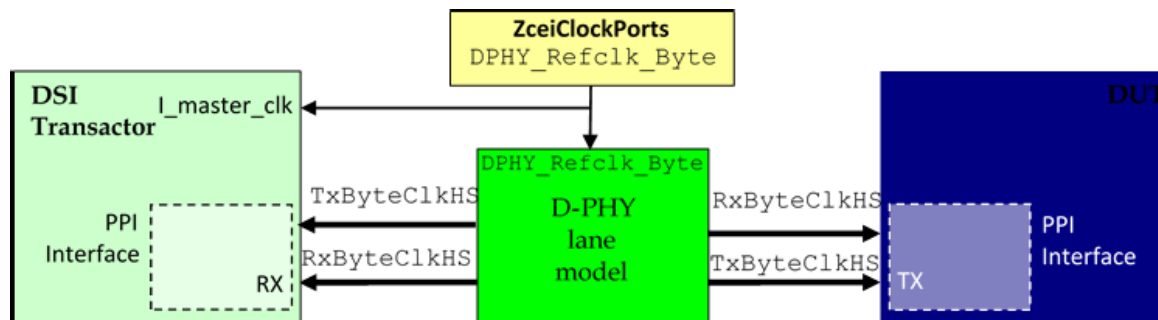 ZceiClockPorts
DPHY_Refclk_Byte
DSI
Transactor
I_master_clk
DUT
DPHY_Refclk_Byte
D-PHY
lane
model
TxByteClkHS
RxByteClkHS
PPI
Interface
RX
RxByteClkHS
TxByteClkHS
TX
PPI
Interface